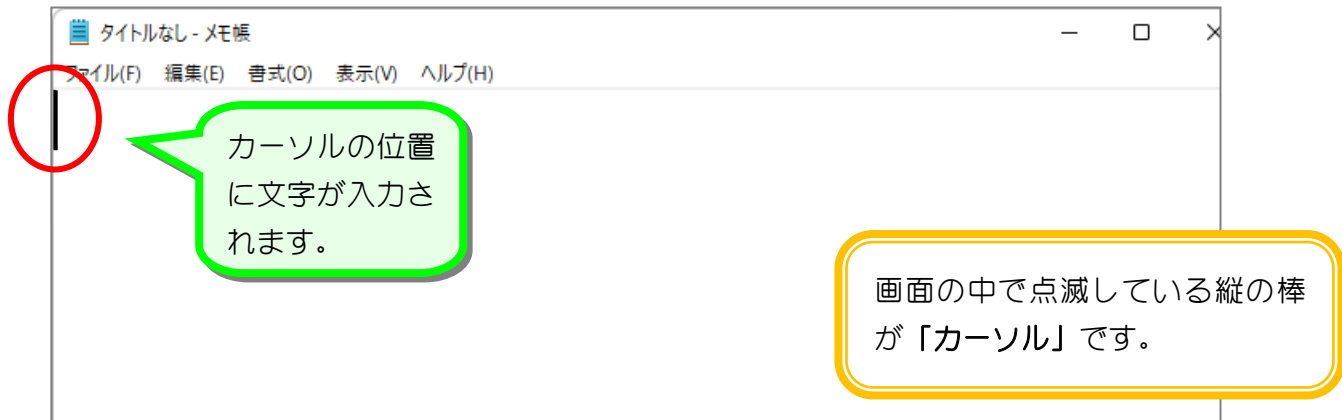 タイトルなし - メモ帳
ファイル(F) 編集(E) 書式(O) 表示(V) ヘルプ(H)
カーソルの位置
に文字が入力さ
れます。
画面の中で点滅している縦の棒
が「カーソル」です。